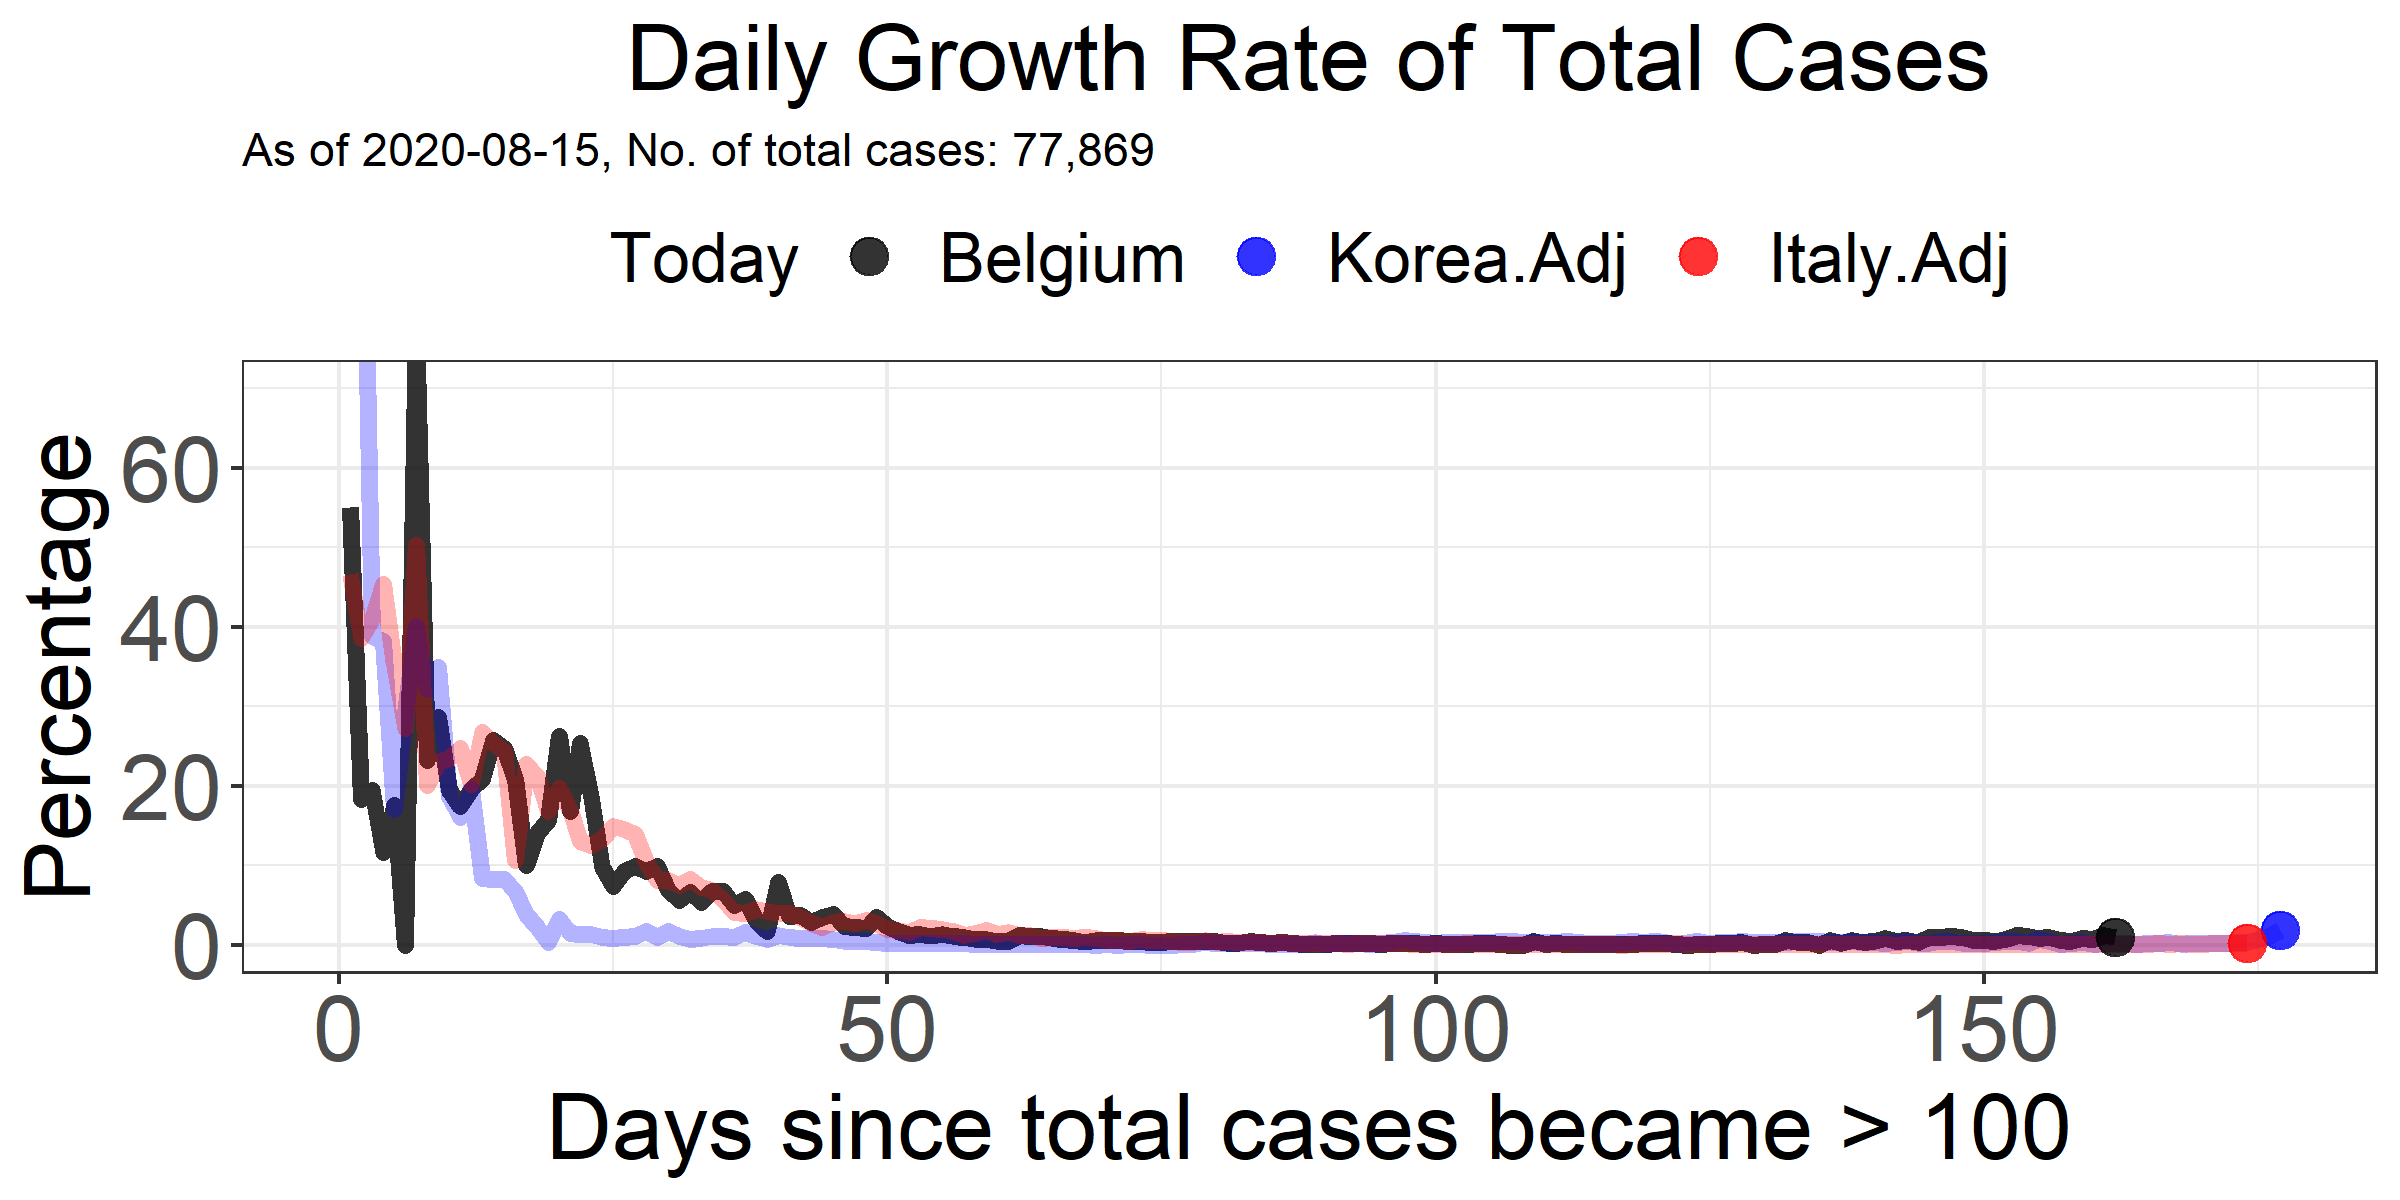 Daily Growth Rate of Total Cases
As of 2020-08-15, No. of total cases: 77,869
Today Belgium Korea.Adj Italy.Adj
Percentage
60
40
20
0
0 50 100 150
Days since total cases became > 100